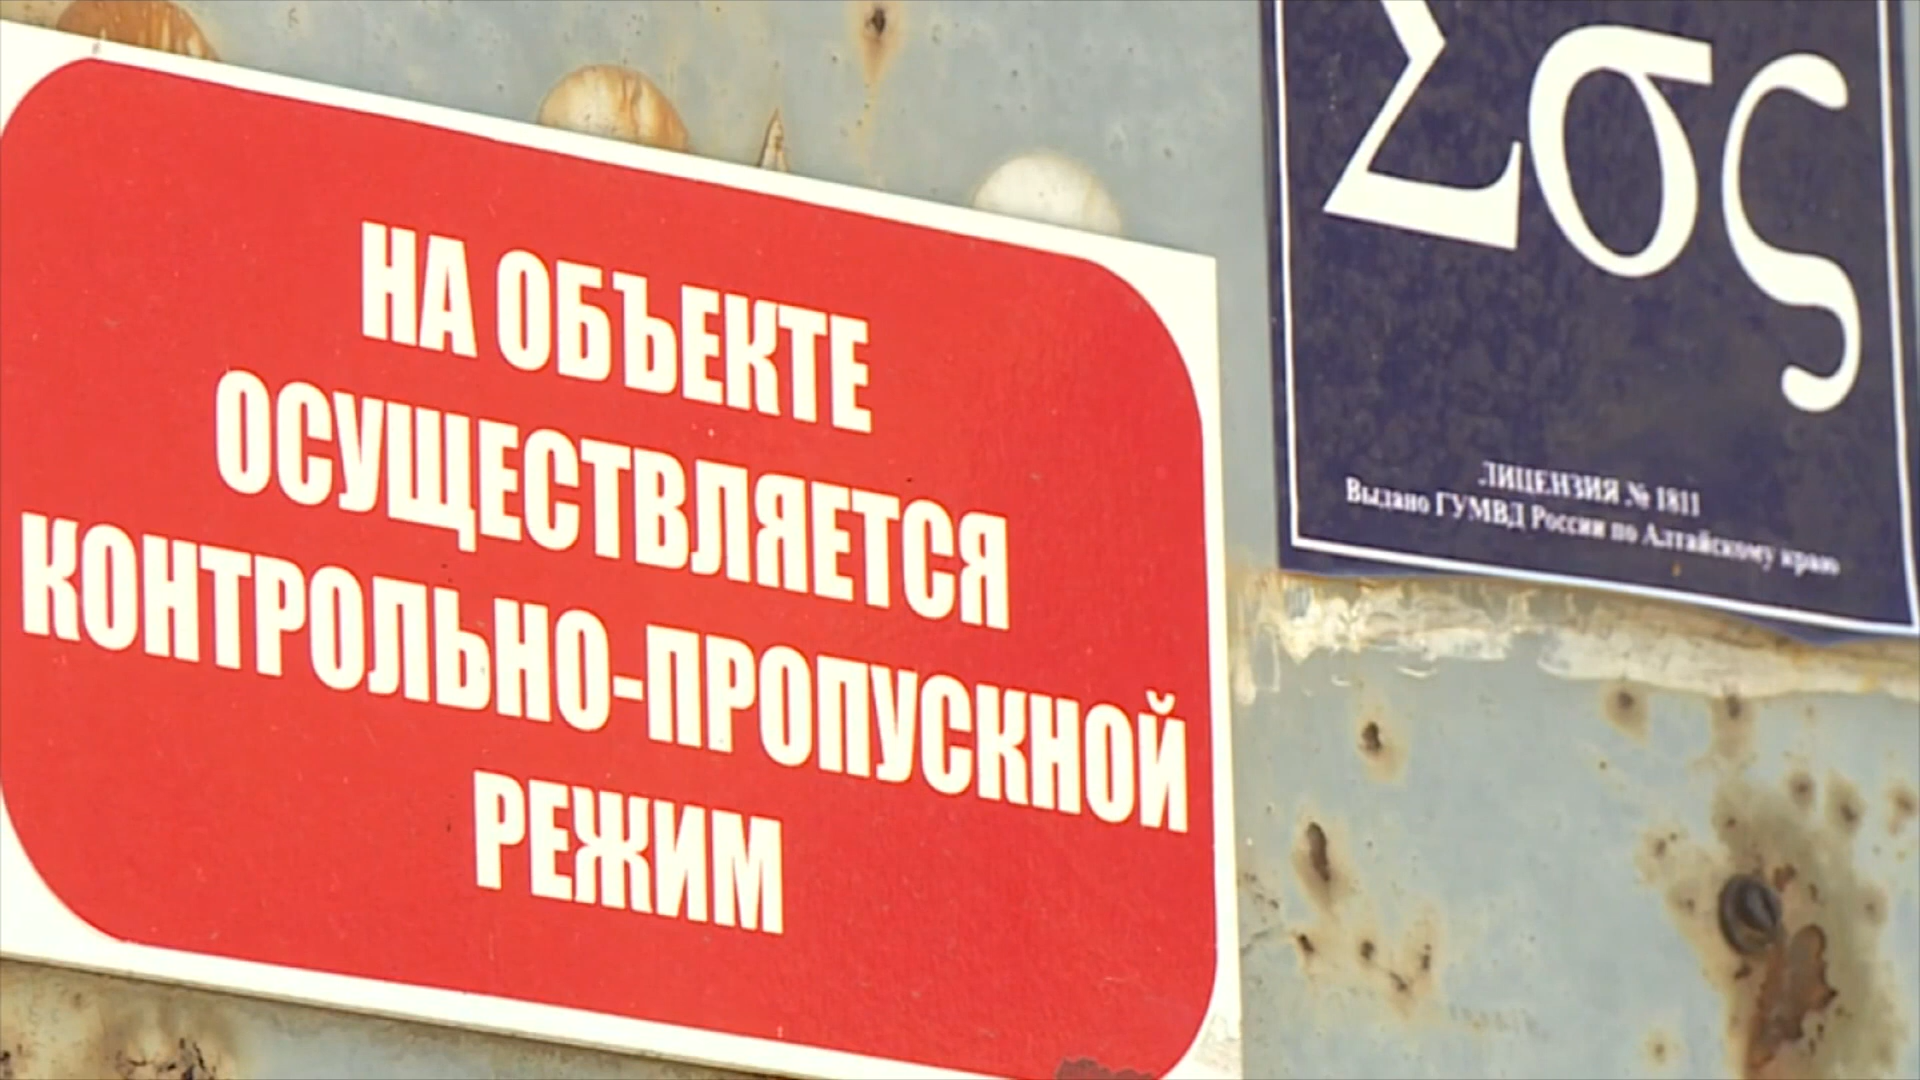 НА ОБЪЕКТЕ
ОСУЩЕСТВЛЯЕТСЯ
КОНТРОЛЬНО-ПРОПУСКНОЙ
РЕЖИМ
Σσς
ЛИЦЕНЗИЯ № 1811
Выдано ГУМВД России по Алтайскому краю